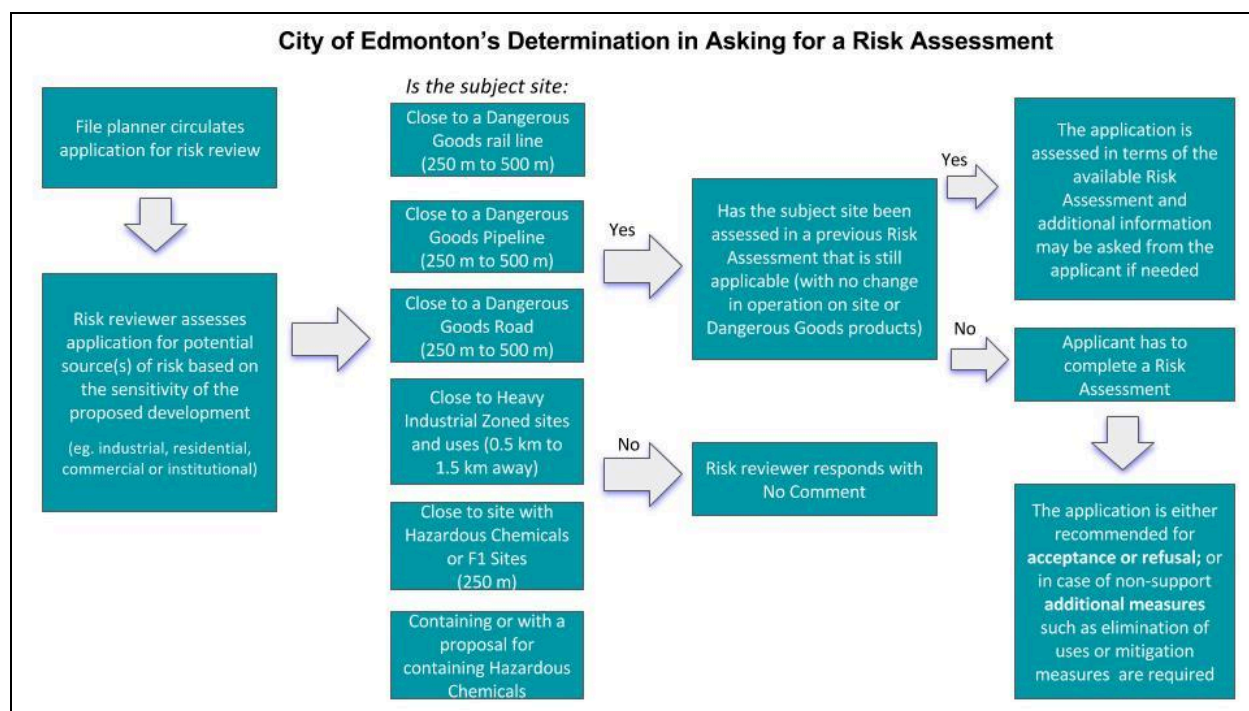 City of Edmonton's Determination in Asking for a Risk Assessment
File planner circulates
application for risk review
Risk reviewer assesses
application for potential
source(s) of risk based on
the sensitivity of the
proposed development
(eg. industrial, residential,
commercial or institutional)
Is the subject site:
Close to a Dangerous
Goods rail line
(250 m to 500 m)
Close to a Dangerous
Goods Pipeline
(250 m to 500 m)
Close to a Dangerous
Goods Road
(250 m to 500 m)
Close to Heavy
Industrial Zoned sites
and uses (0.5 km to
1.5 km away)
Close to site with
Hazardous Chemicals
or F1 Sites
(250 m)
Containing or with a
proposal for
containing Hazardous
Chemicals
Yes
Has the subject site been
assessed in a previous Risk
Assessment that is still
applicable (with no change
in operation on site or
Dangerous Goods products)
No
Risk reviewer responds with
No Comment
Yes
The application is
assessed in terms of the
available Risk
Assessment and
additional information
may be asked from the
applicant if needed
No
Applicant has to
complete a Risk
Assessment
The application is either
recommended for
acceptance or refusal; or
in case of non-support
additional measures
such as elimination of
uses or mitigation
measures are required